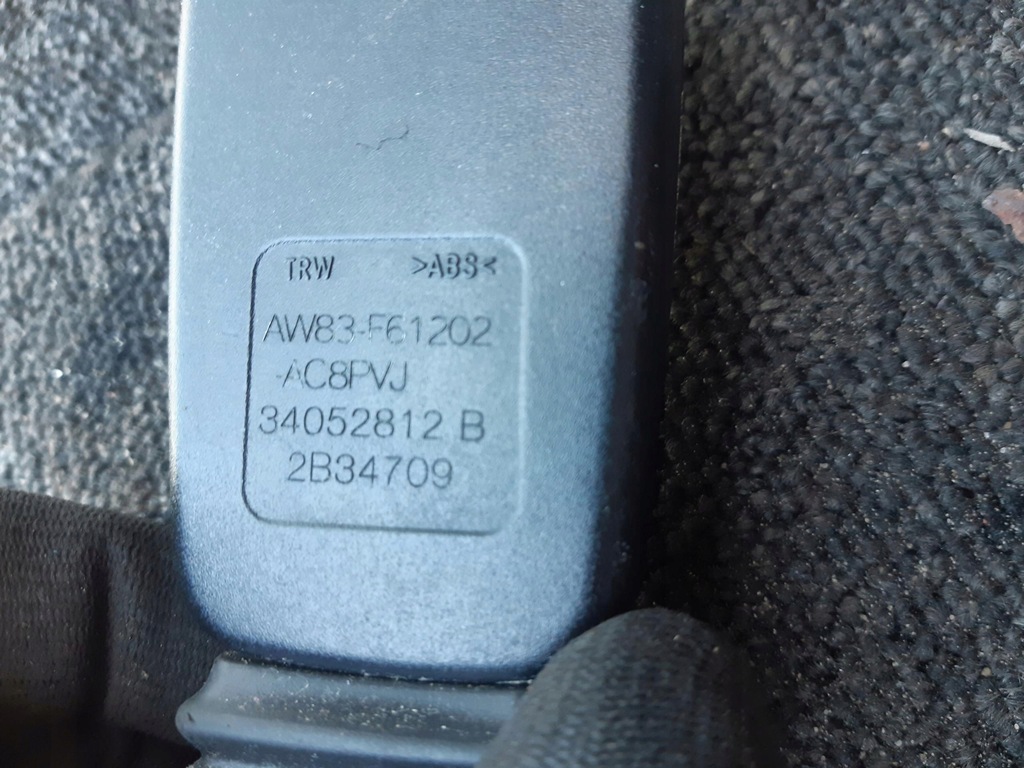 TRW >ABS<
AW83-F61202
-AC8PVJ
34052812 B
2B34709